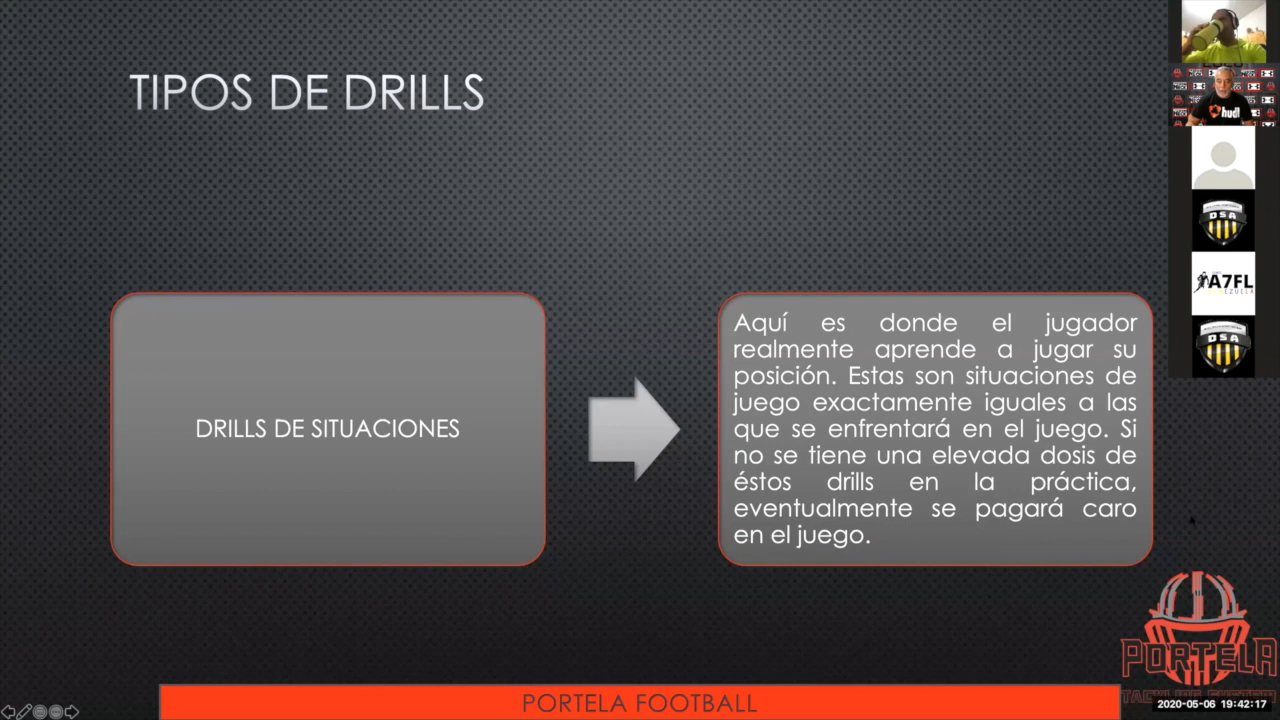 TIPOS DE DRILLS
DRILLS DE SITUACIONES
Aquí es donde el jugador
realmente aprende a jugar su
posición. Estas son situaciones de
juego exactamente iguales a las
que se enfrentará en el juego. Si
no se tiene una elevada dosis de
éstos drills en la práctica,
eventualmente se pagará caro
en el juego.
hudl
DSA
A7FL
DSA
PORTELA
TACKLING SYSTEM
PORTELA FOOTBALL
2020-05-06 19:42:17